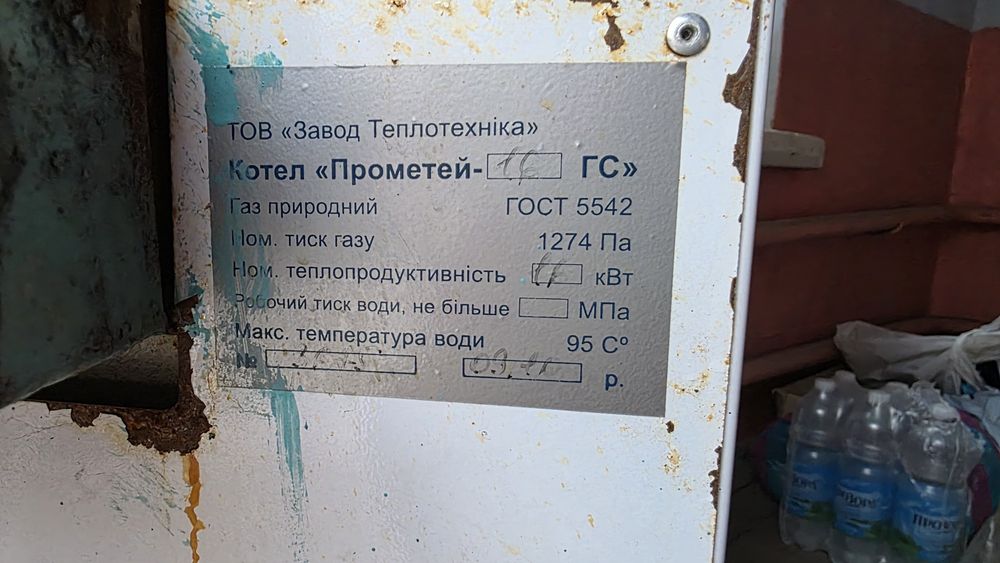 ТОВ «Завод Теплотехніка»
Котел «Прометей- ГС»
Газ природний ГОСТ 5542
Ном. тиск газу 1274 Па
Ном. теплопродуктивність кВт
Робочий тиск води, не більше МПа
Макс. температура води 95 С°
№ р.